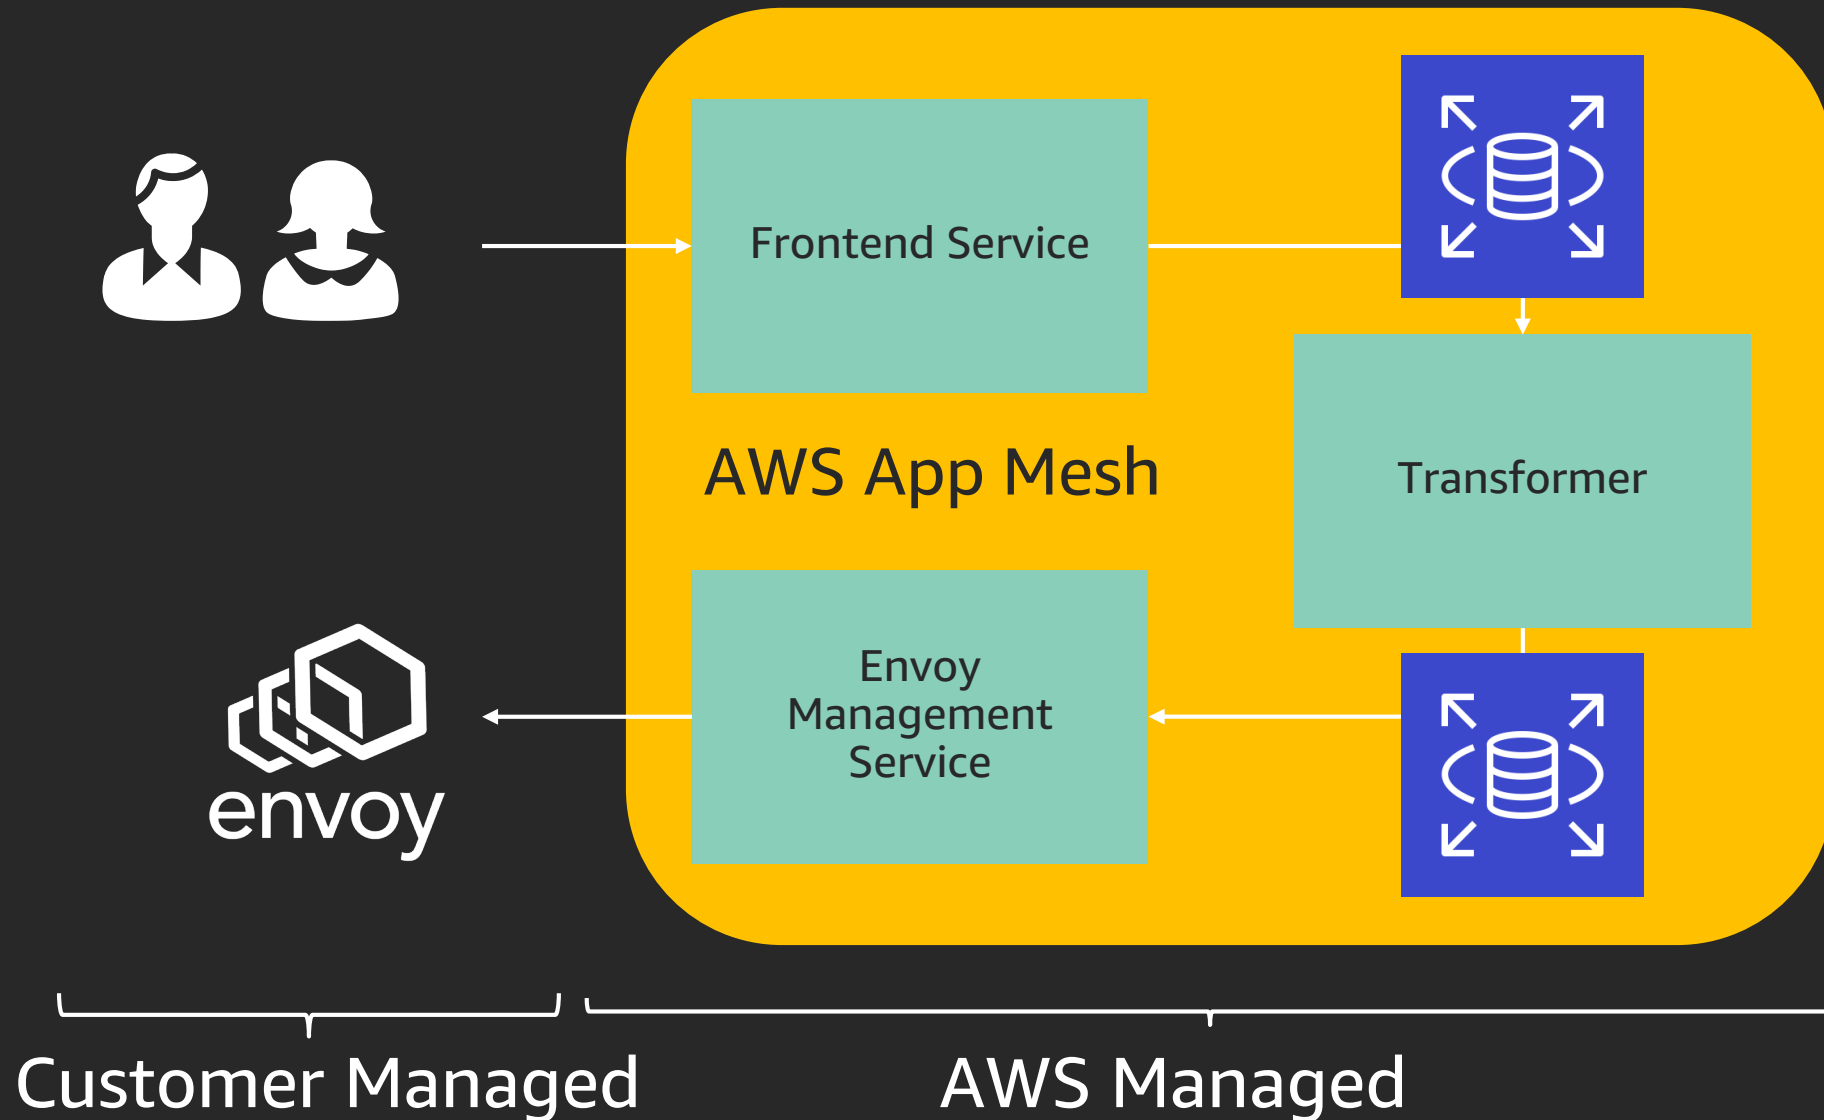 Frontend Service
AWS App Mesh
Transformer
Envoy
Management
Service
envoy
Customer Managed
AWS Managed